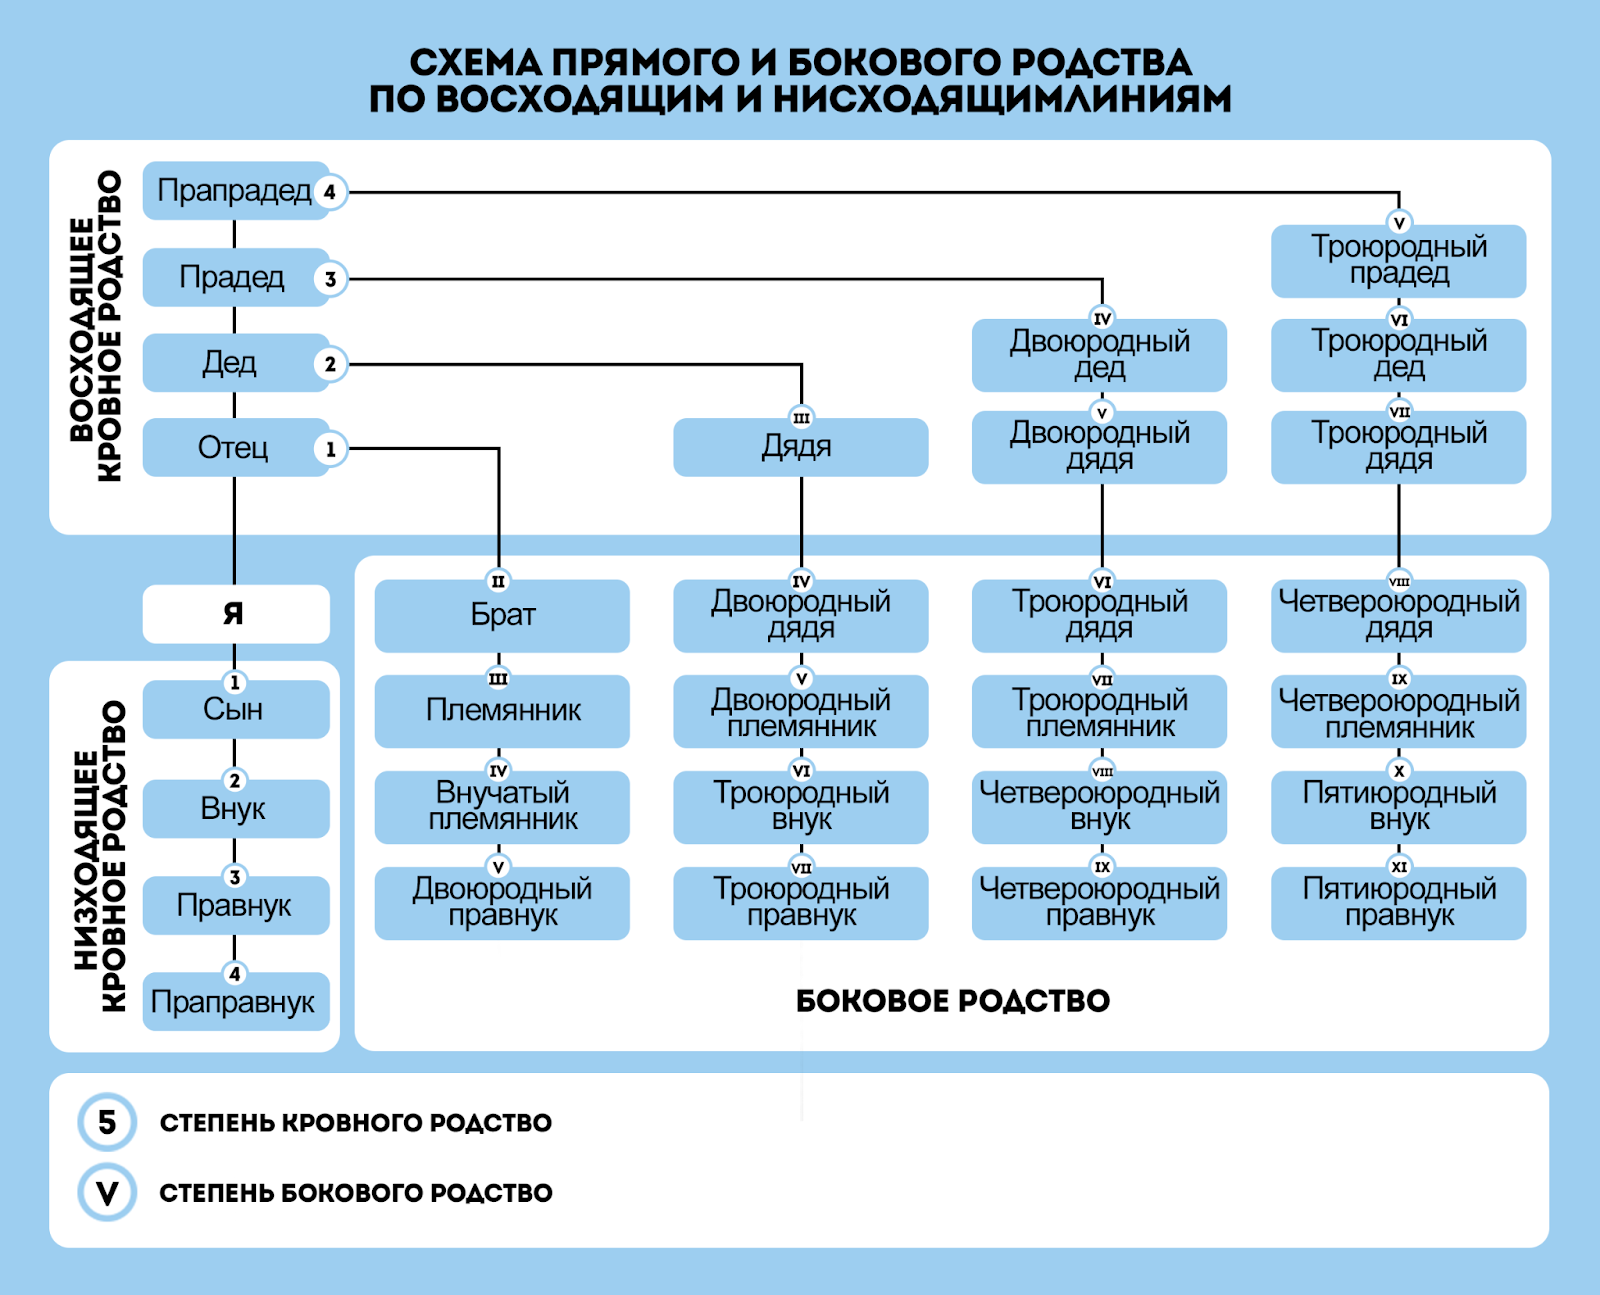 СХЕМА ПРЯМОГО И БОКОВОГО РОДСТВА
ПО ВОСХОДЯЩИМ И НИСХОДЯЩИМЛИНИЯМ
ВОСХОДЯЩЕЕ
КРОВНОЕ РОДСТВО
Прапрадед 4
Прадед 3
Дед 2
Отец 1
III
Дядя
IV
Двоюродный
дед
V
Двоюродный
дядя
V
Троюродный
прадед
VI
Троюродный
дед
VII
Троюродный
дядя
Я
НИЗХОДЯЩЕЕ
КРОВНОЕ РОДСТВО
1
Сын
2
Внук
3
Правнук
4
Праправнук
II
Брат
III
Племянник
IV
Внучатый
племянник
V
Двоюродный
правнук
IV
Двоюродный
дядя
V
Двоюродный
племянник
VI
Троюродный
внук
VII
Троюродный
правнук
VI
Троюродный
дядя
VII
Троюродный
племянник
VIII
Четвероюродный
внук
IX
Четвероюродный
правнук
VIII
Четвероюродный
дядя
IX
Четвероюродный
племянник
X
Пятиюродный
внук
XI
Пятиюродный
правнук
БОКОВОЕ РОДСТВО
5 СТЕПЕНЬ КРОВНОГО РОДСТВО
V СТЕПЕНЬ БОКОВОГО РОДСТВО